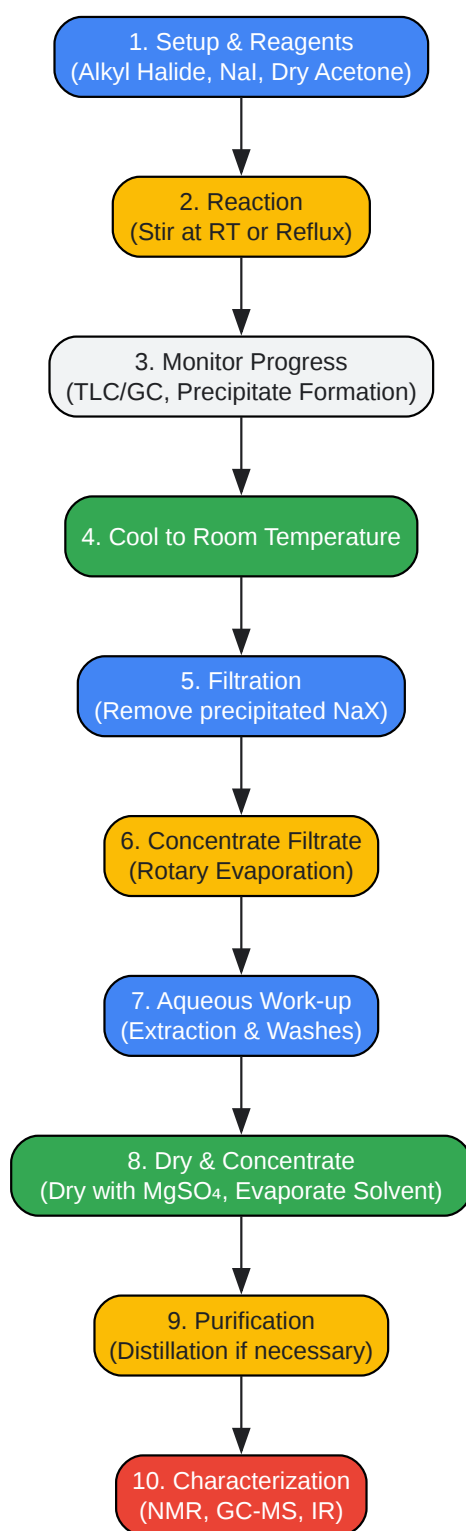 1. Setup & Reagents
(Alkyl Halide, NaI, Dry Acetone)
2. Reaction
(Stir at RT or Reflux)
3. Monitor Progress
(TLC/GC, Precipitate Formation)
4. Cool to Room Temperature
5. Filtration
(Remove precipitated NaX)
6. Concentrate Filtrate
(Rotary Evaporation)
7. Aqueous Work-up
(Extraction & Washes)
8. Dry & Concentrate
(Dry with MgSO₄, Evaporate Solvent)
9. Purification
(Distillation if necessary)
10. Characterization
(NMR, GC-MS, IR)